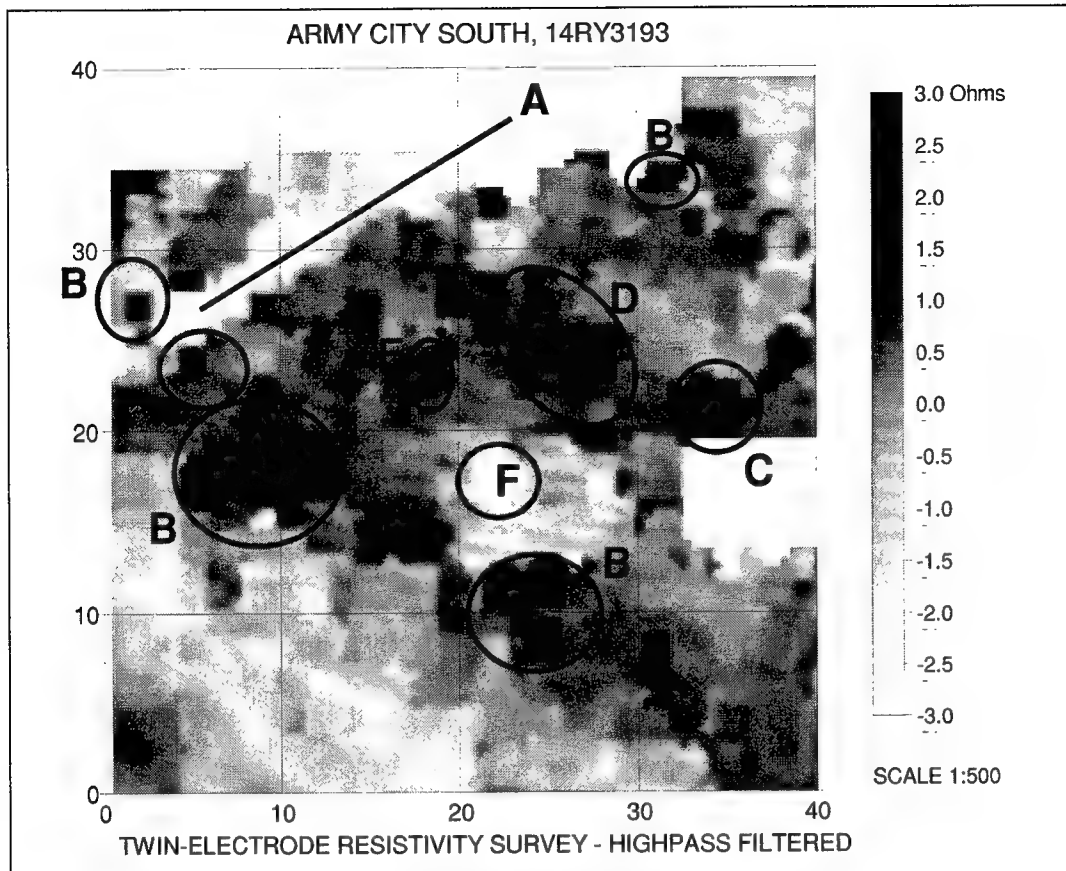 ARMY CITY SOUTH, 14RY3193
40
30
20
10
0
0
10
20
30
40
A
B
B
D
C
B
F
B
3.0 Ohms
2.5
2.0
1.5
1.0
0.5
0.0
-0.5
-1.0
-1.5
-2.0
-2.5
-3.0
SCALE 1:500
TWIN-ELECTRODE RESISTIVITY SURVEY - HIGHPASS FILTERED